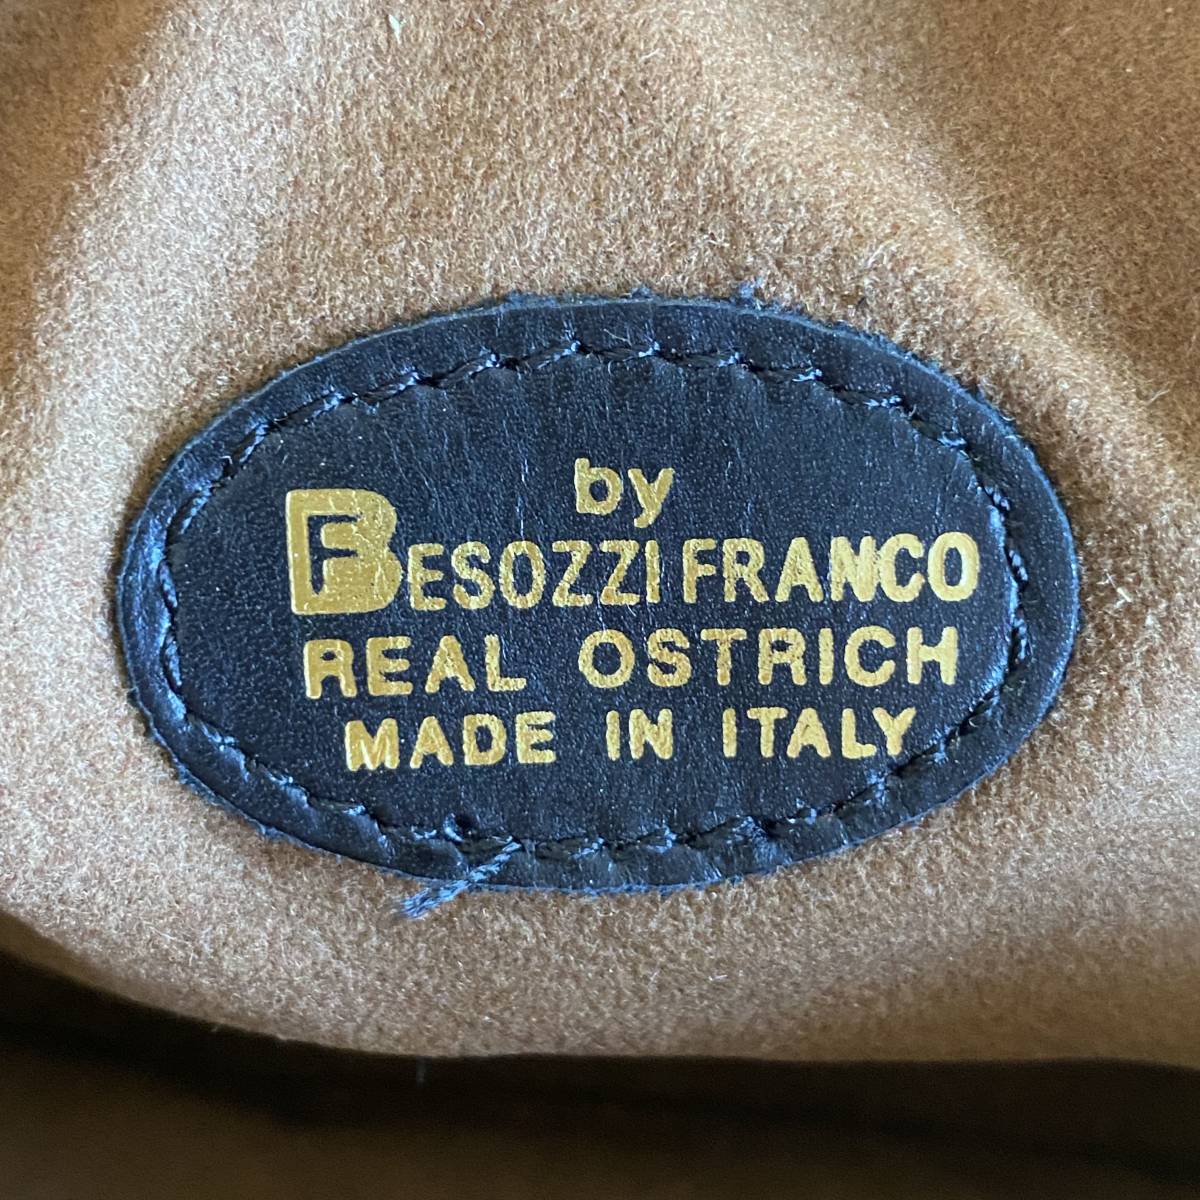 by
BESOZZI FRANCO
REAL OSTRICH
MADE IN ITALY